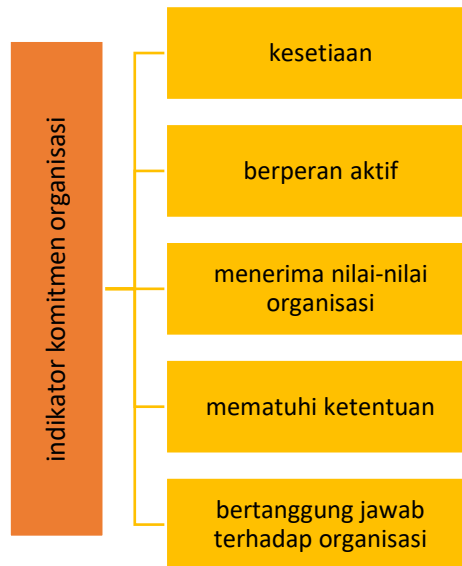 indikator komitmen organisasi
kesetiaan
berperan aktif
menerima nilai-nilai
organisasi
mematuhi ketentuan
bertanggung jawab
terhadap organisasi